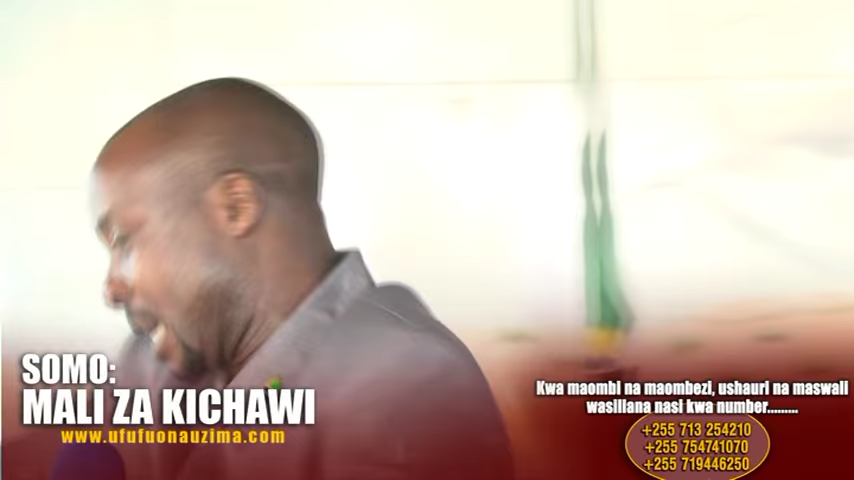 SOMO:
MALI ZA KICHAWI
www.ufufuonauzima.com
Kwa maombi na maombezi, ushauri na maswali
wasiliana nasi kwa number.........
+255 713 254210
+255 754741070
+255 719446250